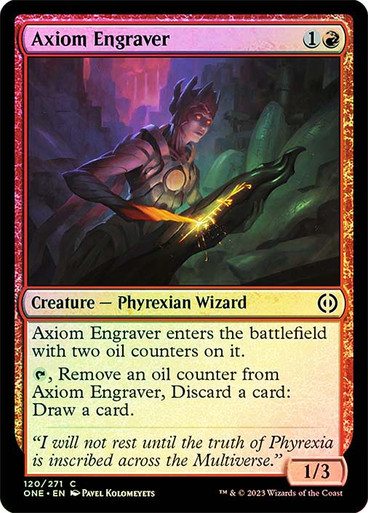 Axiom Engraver 1
Creature — Phyrexian Wizard
Axiom Engraver enters the battlefield
with two oil counters on it.
, Remove an oil counter from
Axiom Engraver, Discard a card:
Draw a card.
“I will not rest until the truth of Phyrexia
is inscribed across the Multiverse.”
1/3
120/271 C
ONE • EN Pavel Kolomeyets
™ & © 2023 Wizards of the Coast